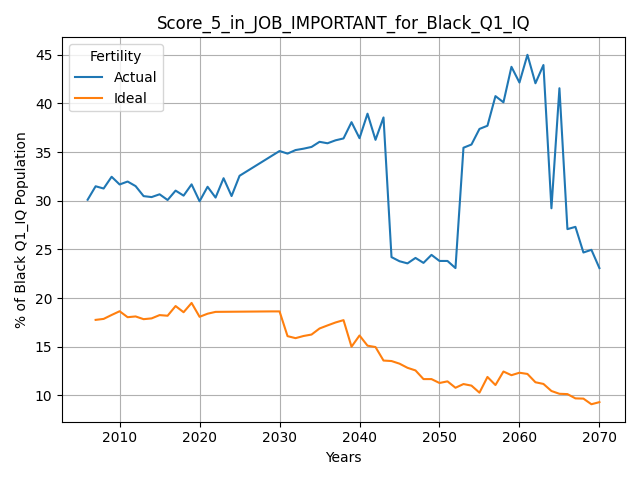 Score_5_in_JOB_IMPORTANT_for_Black_Q1_IQ
% of Black Q1_IQ Population
45
40
35
30
25
20
15
10
Fertility
Actual
Ideal
2010 2020 2030 2040 2050 2060 2070
Years